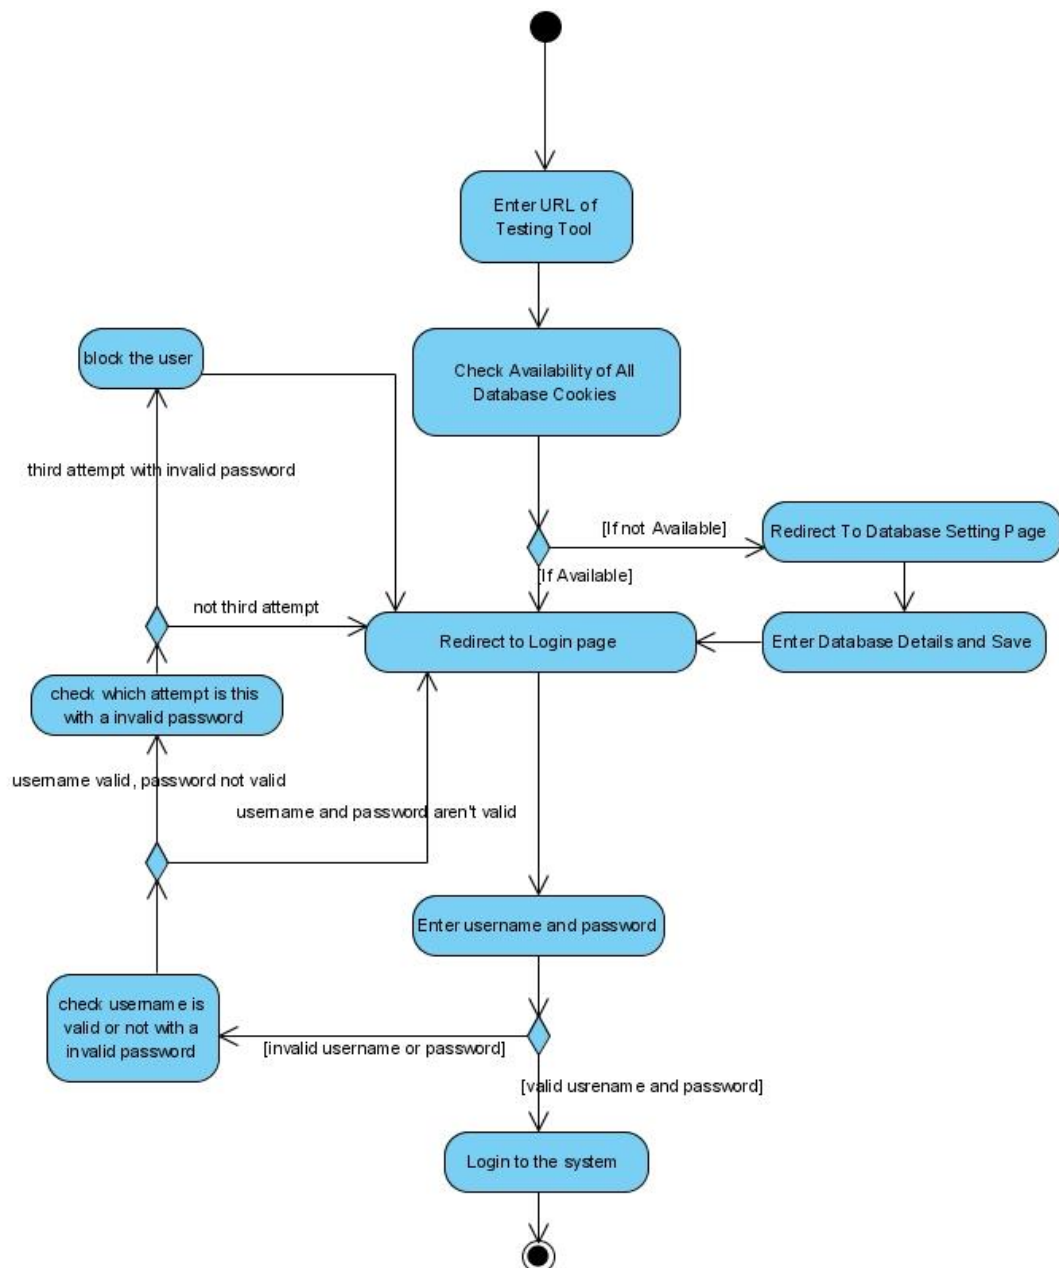 Enter URL of
Testing Tool
block the user
Check Availability of All
Database Cookies
third attempt with invalid password
[If not Available]
Redirect To Database Setting Page
[If Available]
not third attempt
Redirect to Login page
Enter Database Details and Save
check which attempt is this
with a invalid password
username valid, password not valid
username and password aren't valid
Enter username and password
check username is
valid or not with a
invalid password
[invalid username or password]
[valid usrename and password]
Login to the system